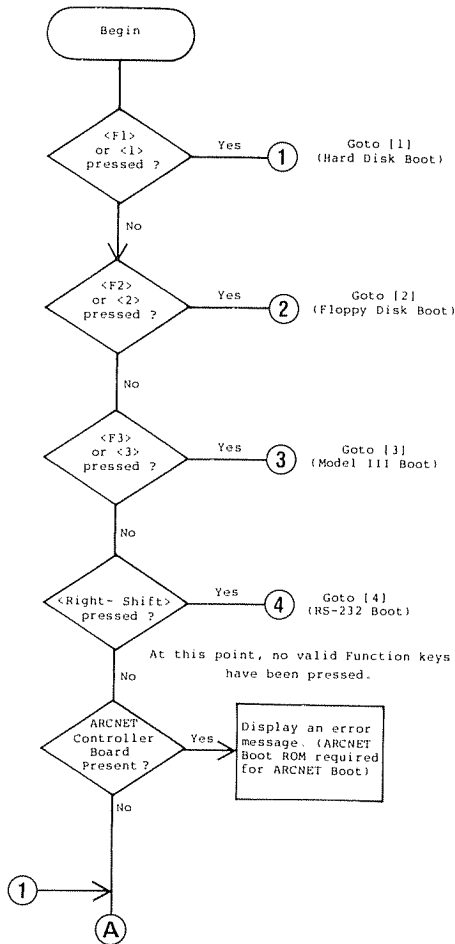 Begin
<F1>
or <1>
pressed ?
Yes
1
Goto [1]
(Hard Disk Boot)
No
<F2>
or <2>
pressed ?
Yes
2
Goto [2]
(Floppy Disk Boot)
No
<F3>
or <3>
pressed ?
Yes
3
Goto [3]
(Model III Boot)
No
<Right- Shift>
pressed ?
Yes
4
Goto [4]
(RS-232 Boot)
At this point, no valid Function keys
have been pressed.
No
ARCNET
Controller
Board
Present ?
Yes
Display an error
message. (ARCNET
Boot ROM required
for ARCNET Boot)
No
1
A